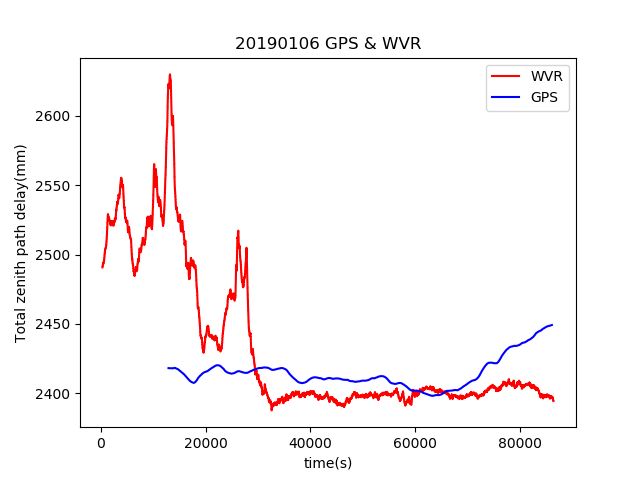 20190106 GPS & WVR
WVR
GPS
2600
2550
2500
2450
2400
Total zenith path delay(mm)
0 20000 40000 60000 80000
time(s)